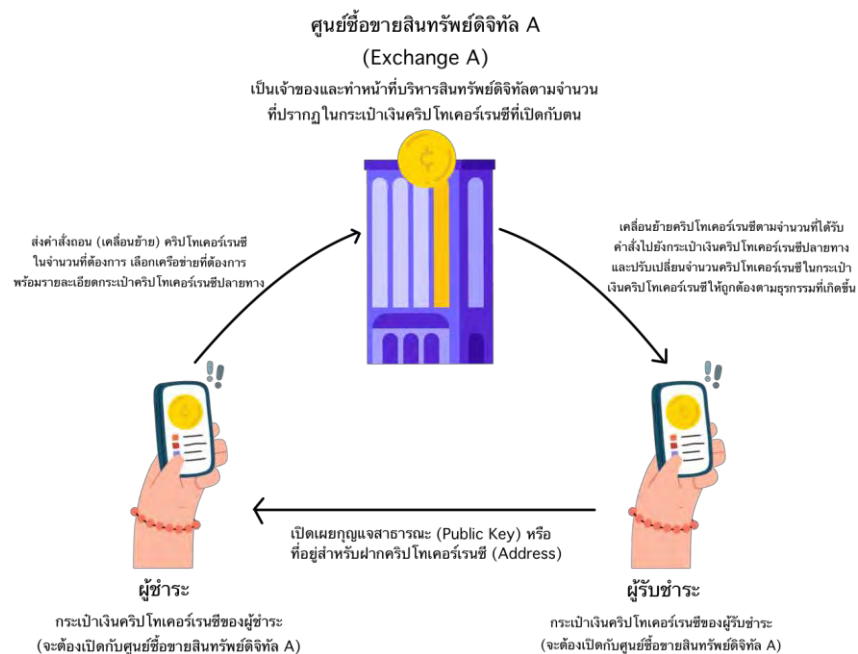 ศูนย์ซื้อขายสินทรัพย์ดิจิทัล A
(Exchange A)
เป็นเจ้าของและทำหน้าที่บริหารสินทรัพย์ดิจิทัลตามจำนวน
ที่ปรากฏในกระเป๋าเงินคริปโทเคอร์เรนซีที่เปิดกับตน
ส่งคำสั่งถอน (เคลื่อนย้าย) คริปโทเคอร์เรนซี
ในจำนวนที่ต้องการ เลือกเครือข่ายที่ต้องการ
พร้อมรายละเอียดกระเป๋าคริปโทเคอร์เรนซีปลายทาง
เคลื่อนย้ายคริปโทเคอร์เรนซีตามจำนวนที่ได้รับ
คำสั่งไปยังกระเป๋าเงินคริปโทเคอร์เรนซีปลายทาง
และปรับเปลี่ยนจำนวนคริปโทเคอร์เรนซีในกระเป๋า
เงินคริปโทเคอร์เรนซีให้ถูกต้องตามธุรกรรมที่เกิดขึ้น
เปิดเผยกุญแจสาธารณะ (Public Key) หรือ
ที่อยู่สำหรับฝากคริปโทเคอร์เรนซี (Address)
ผู้ชำระ
กระเป๋าเงินคริปโทเคอร์เรนซีของผู้ชำระ
(จะต้องเปิดกับศูนย์ซื้อขายสินทรัพย์ดิจิทัล A)
ผู้รับชำระ
กระเป๋าเงินคริปโทเคอร์เรนซีของผู้รับชำระ
(จะต้องเปิดกับศูนย์ซื้อขายสินทรัพย์ดิจิทัล A)